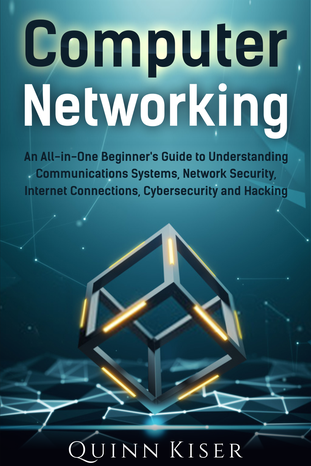 Computer
Networking
An All-in-One Beginner's Guide to Understanding
Communications Systems, Network Security,
Internet Connections, Cybersecurity and Hacking
Quinn Kiser